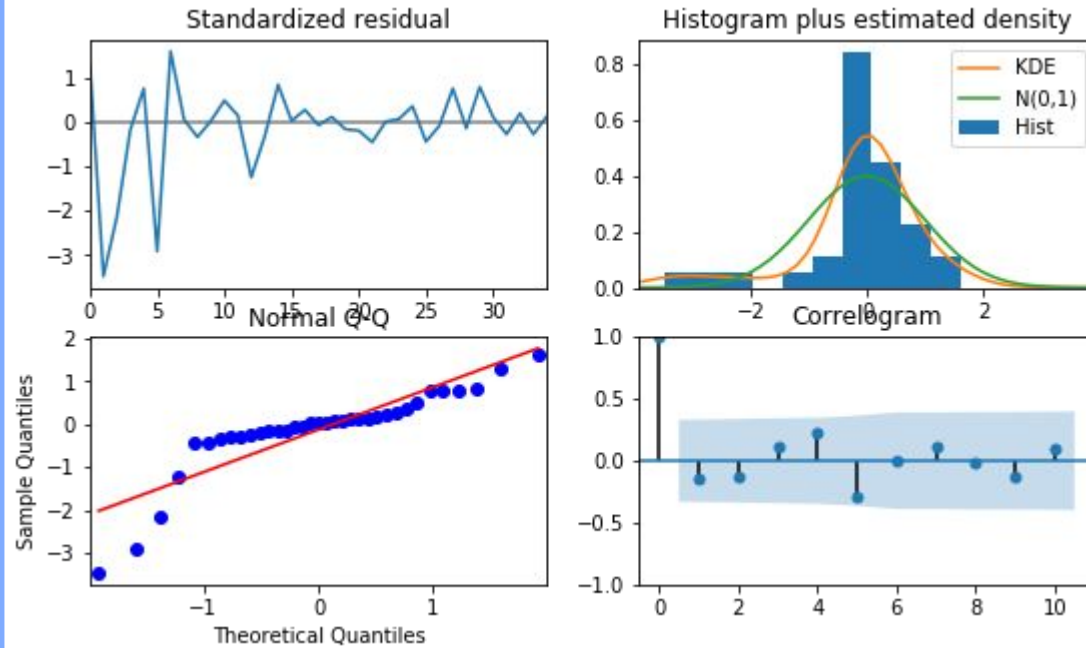 Standardized residual
1
0
−1
−2
−3
0 5 10 15 20 25 30
Histogram plus estimated density
0.8
0.6
0.4
0.2
0.0
KDE
N(0,1)
Hist
−2 0 2
Normal Q-Q
2
1
0
−1
−2
−3
Sample Quantiles
−1 0 1
Theoretical Quantiles
Correlogram
1.0
0.5
0.0
−0.5
−1.0
0 2 4 6 8 10